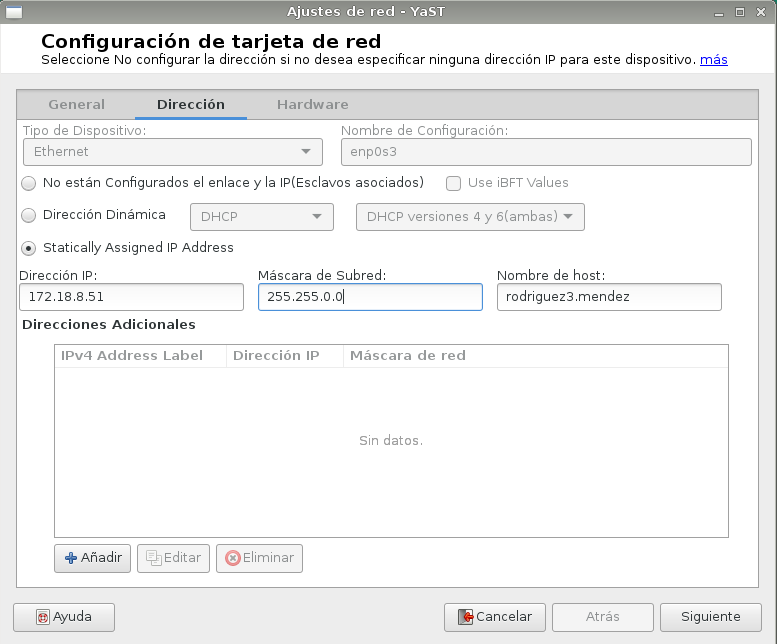 Ajustes de red - YaST
Configuración de tarjeta de red
Seleccione No configurar la dirección si no desea especificar ninguna dirección IP para este dispositivo. más
General Dirección Hardware
Tipo de Dispositivo: Nombre de Configuración:
Ethernet enp0s3
No están Configurados el enlace y la IP(Esclavos asociados) Use iBFT Values
Dirección Dinámica DHCP DHCP versiones 4 y 6(ambas)
Statically Assigned IP Address
Dirección IP: Máscara de Subred: Nombre de host:
172.18.8.51 255.255.0.0 rodriguez3.mendez
Direcciones Adicionales
IPv4 Address Label Dirección IP Máscara de red
Sin datos.
Añadir Editar Eliminar
Ayuda Cancelar Atrás Siguiente